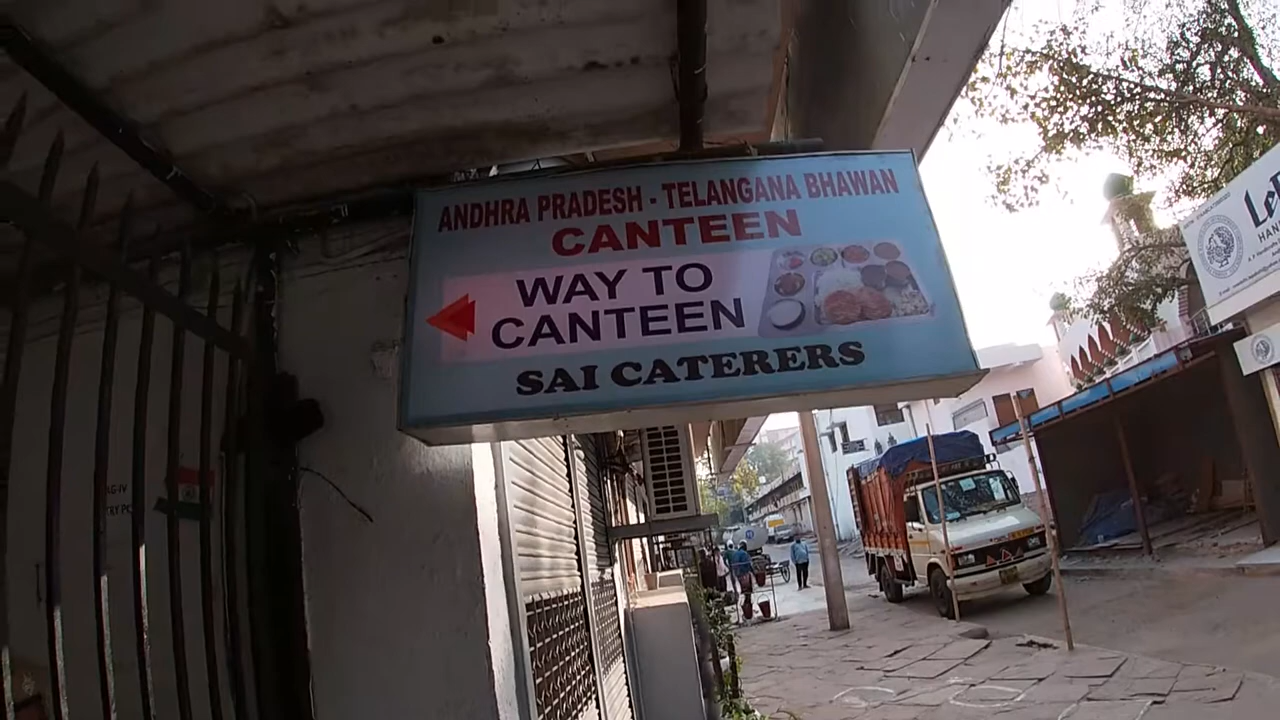 ANDHRA PRADESH - TELANGANA BHAWAN
CANTEEN
WAY TO
CANTEEN
SAI CATERERS